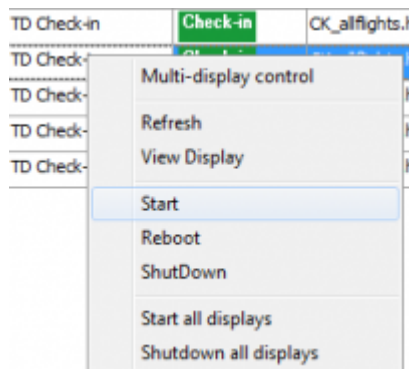 TD Check-in Check-in CK_allflights.h
TD Check-
Multi-display control
TD Check-
Refresh
TD Check-
View Display
TD Check-
Start
Reboot
ShutDown
Start all displays
Shutdown all displays